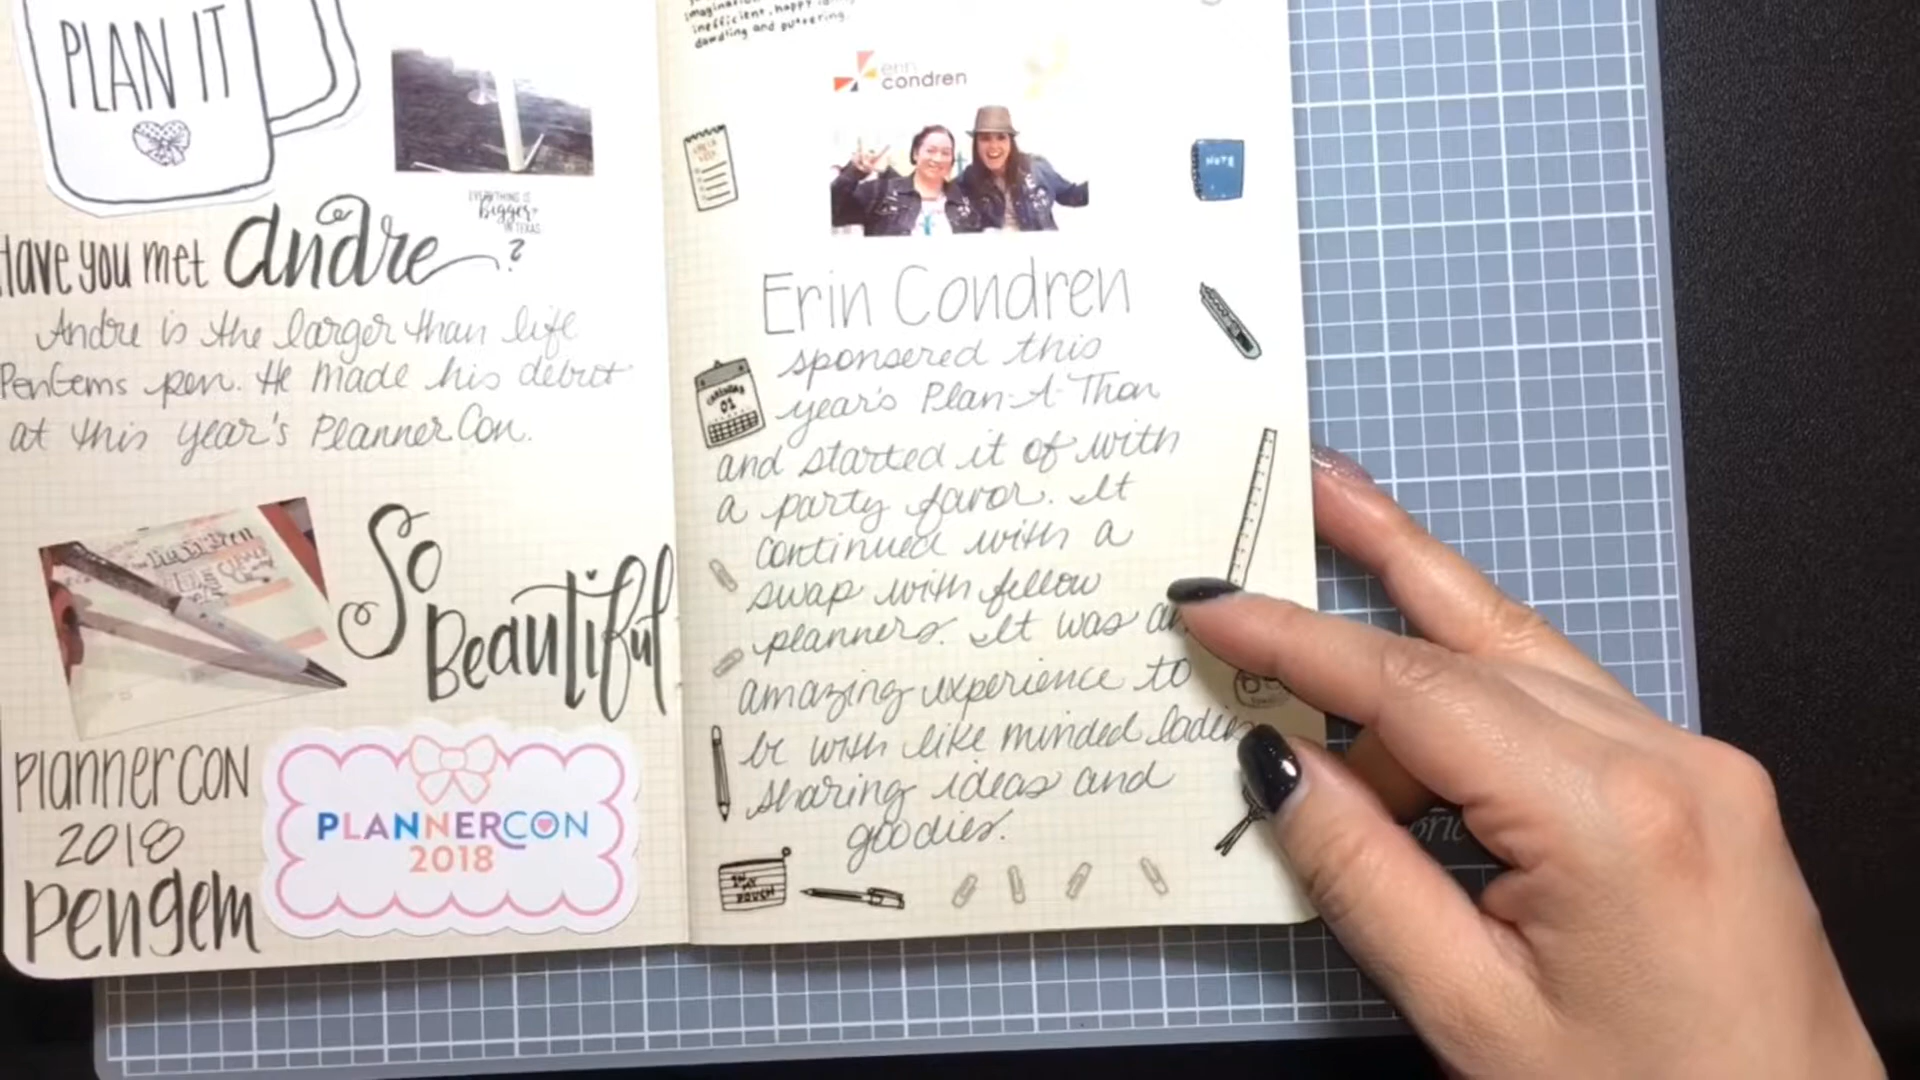 PLAN IT
EVERYTHING IS
bigger
IN TEXAS
Have you met andre?
Andre is the larger than life
PenGems pen. He made his debut
at this year's Planner Con.
So
Beautiful
PlannerCON
2018
pengem
PLANNERCON
2018
imagination
inefficient, happy
dawdling and puttering.
erin
condren
NOTE
Erin Condren
sponsered this
year's Plan-A-Thon
and started it of with
a party favor. It
continued with a
swap with fellow
planners. It was an
amazing experience to
be with like minded ladies
sharing ideas and
goodies.
01
IN MY
POUCH